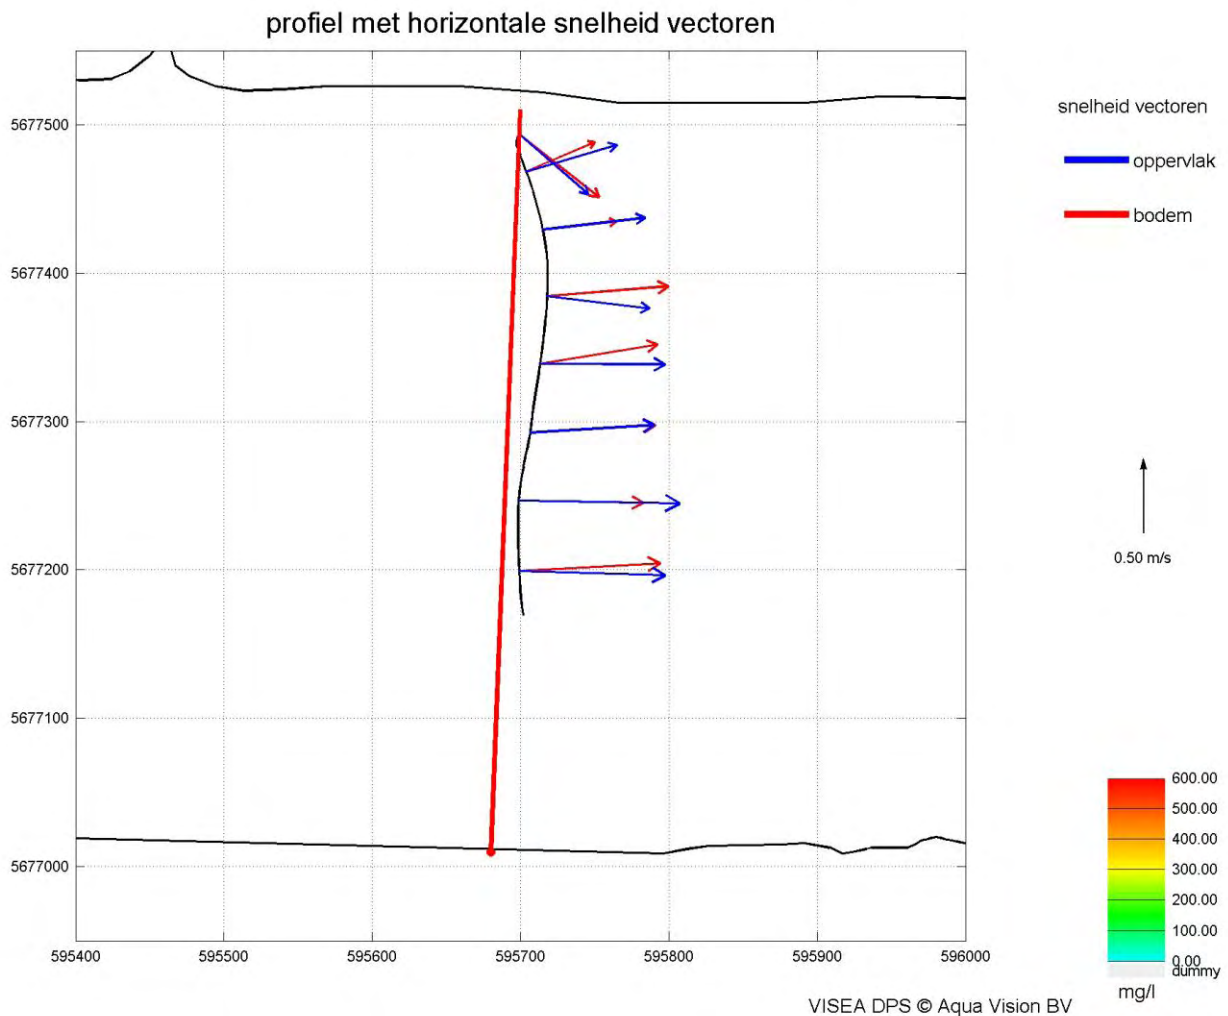 profiel met horizontale snelheid vectoren
snelheid vectoren
oppervlak
bodem
5677500
5677400
5677300
5677200
5677100
5677000
0.50 m/s
600.00
500.00
400.00
300.00
200.00
100.00
0.00
dummy
mg/l
595400 595500 595600 595700 595800 595900 596000
VISEA DPS © Aqua Vision BV